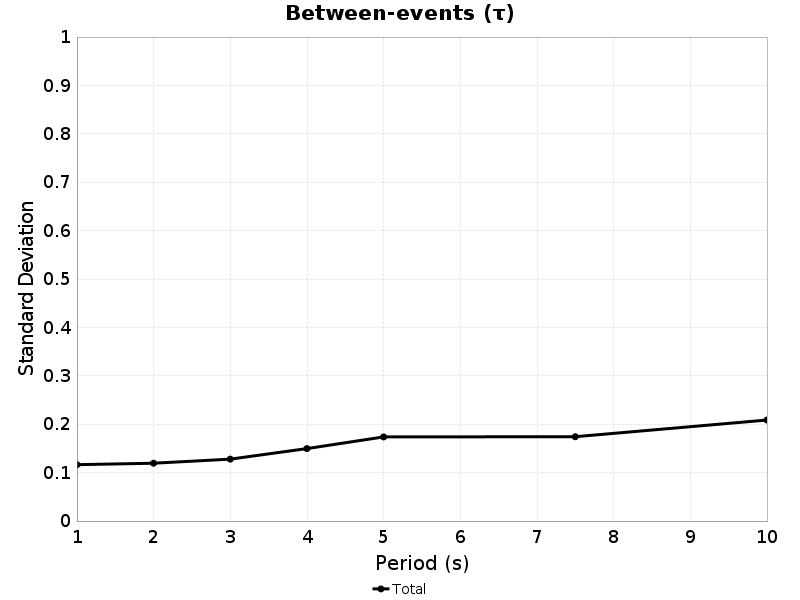 Between-events (τ)
1
0.9
0.8
0.7
0.6
0.5
0.4
0.3
0.2
0.1
0
Standard Deviation
1 2 3 4 5 6 7 8 9 10
Period (s)
Total